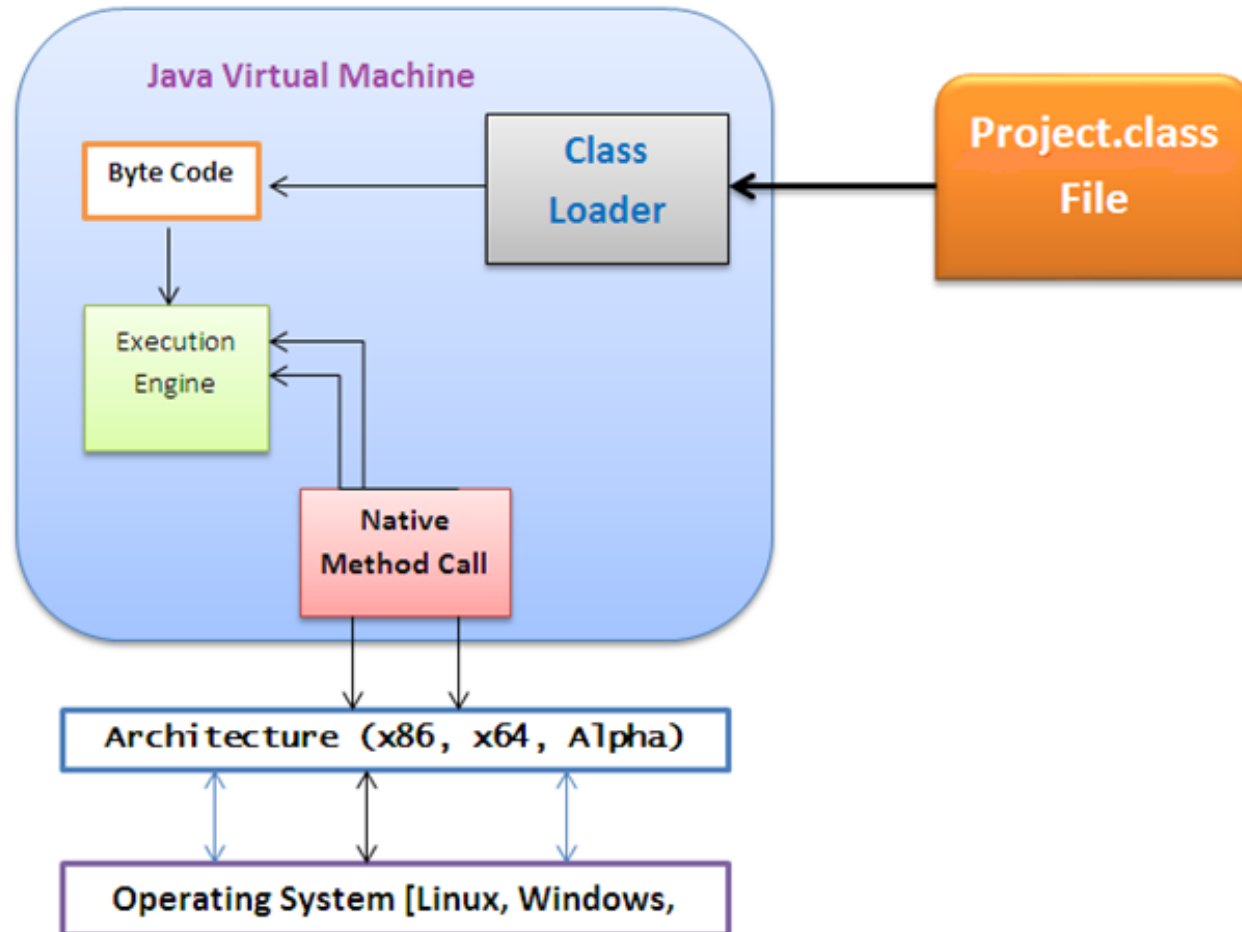 Java Virtual Machine
Project.class
File
Class
Loader
Byte Code
Execution
Engine
Native
Method Call
Architecture (x86, x64, Alpha)
Operating System [Linux, Windows,